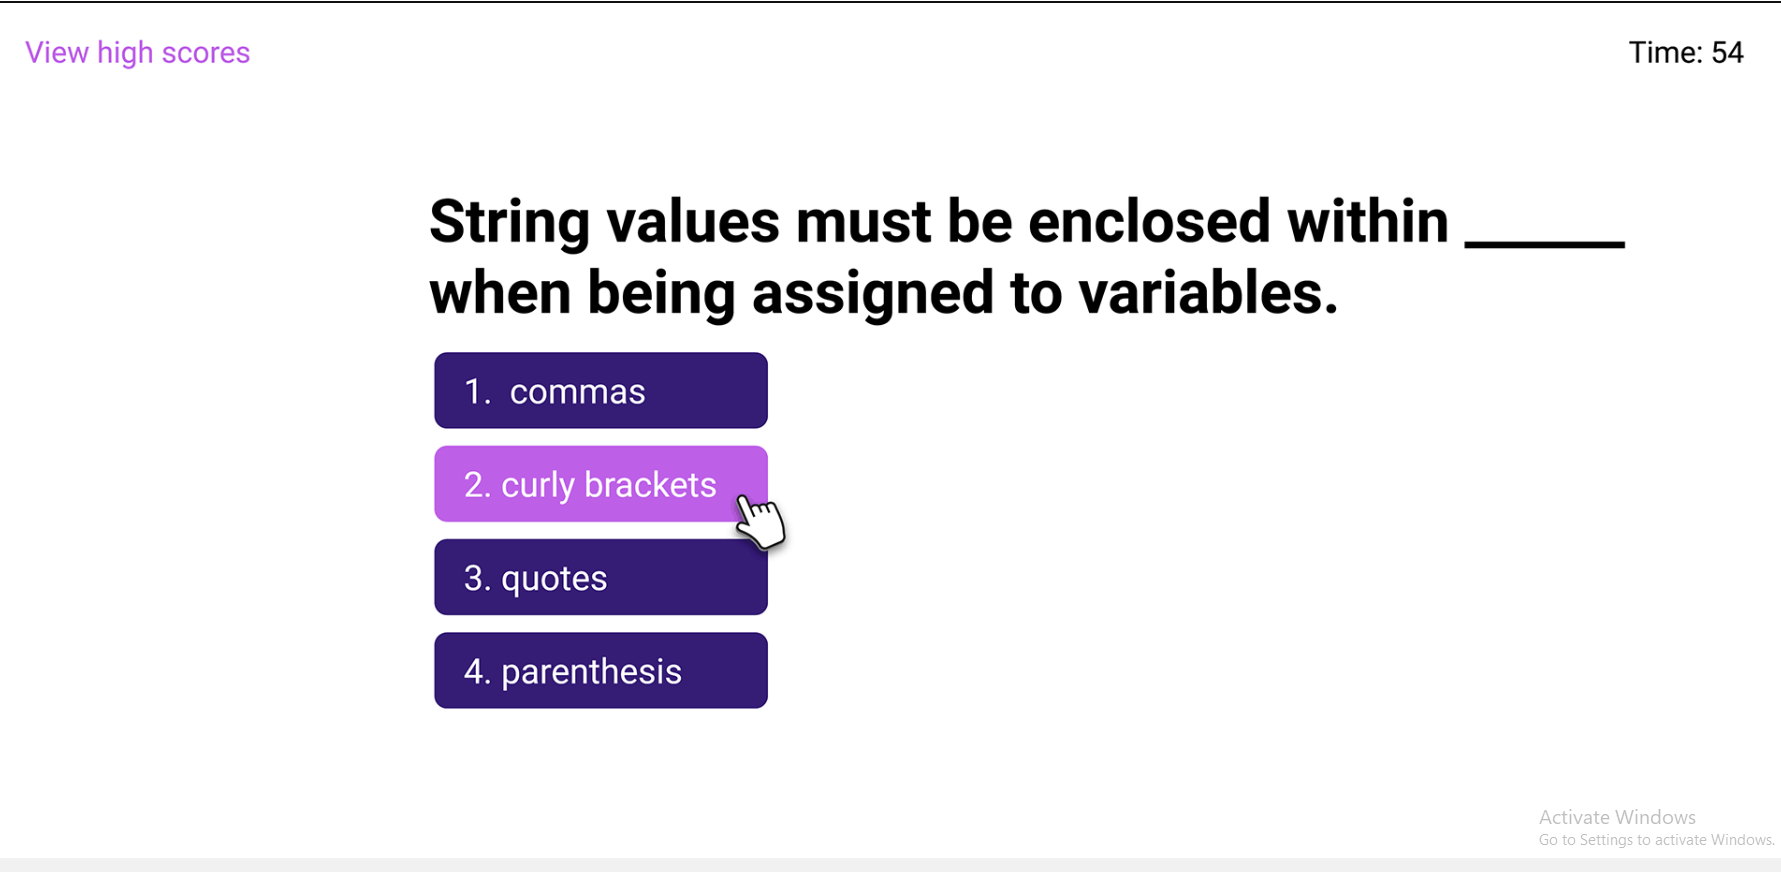 View high scores
Time: 54
String values must be enclosed within ______
when being assigned to variables.
1. commas
2. curly brackets
3. quotes
4. parenthesis
Activate Windows
Go to Settings to activate Windows.